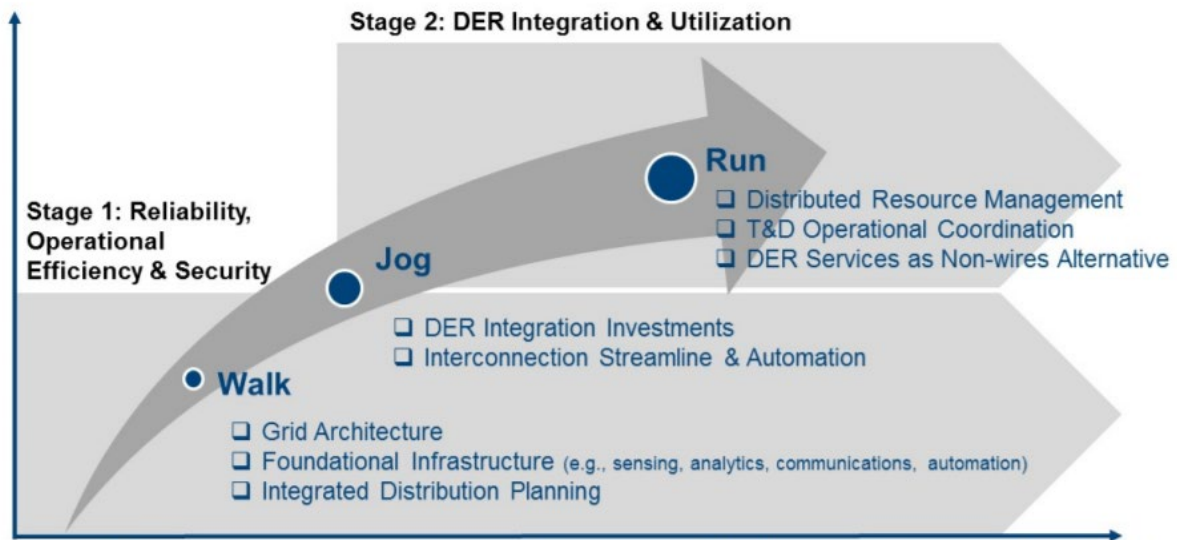 Stage 2: DER Integration & Utilization
Stage 1: Reliability,
Operational
Efficiency & Security
Run
❑ Distributed Resource Management
❑ T&D Operational Coordination
❑ DER Services as Non-wires Alternative
Jog
❑ DER Integration Investments
❑ Interconnection Streamline & Automation
Walk
❑ Grid Architecture
❑ Foundational Infrastructure (e.g., sensing, analytics, communications, automation)
❑ Integrated Distribution Planning